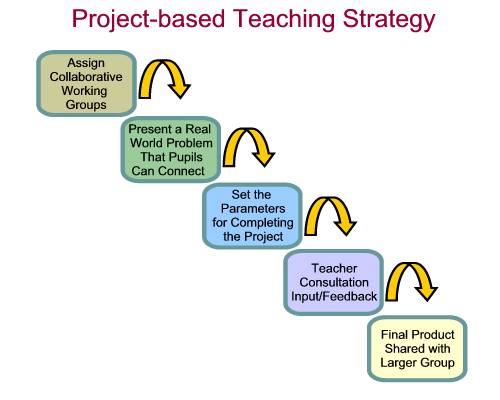 Project-based Teaching Strategy
Assign
Collaborative
Working
Groups
Present a Real
World Problem
That Pupils
Can Connect
Set the
Parameters
for Completing
the Project
Teacher
Consultation
Input/Feedback
Final Product
Shared with
Larger Group